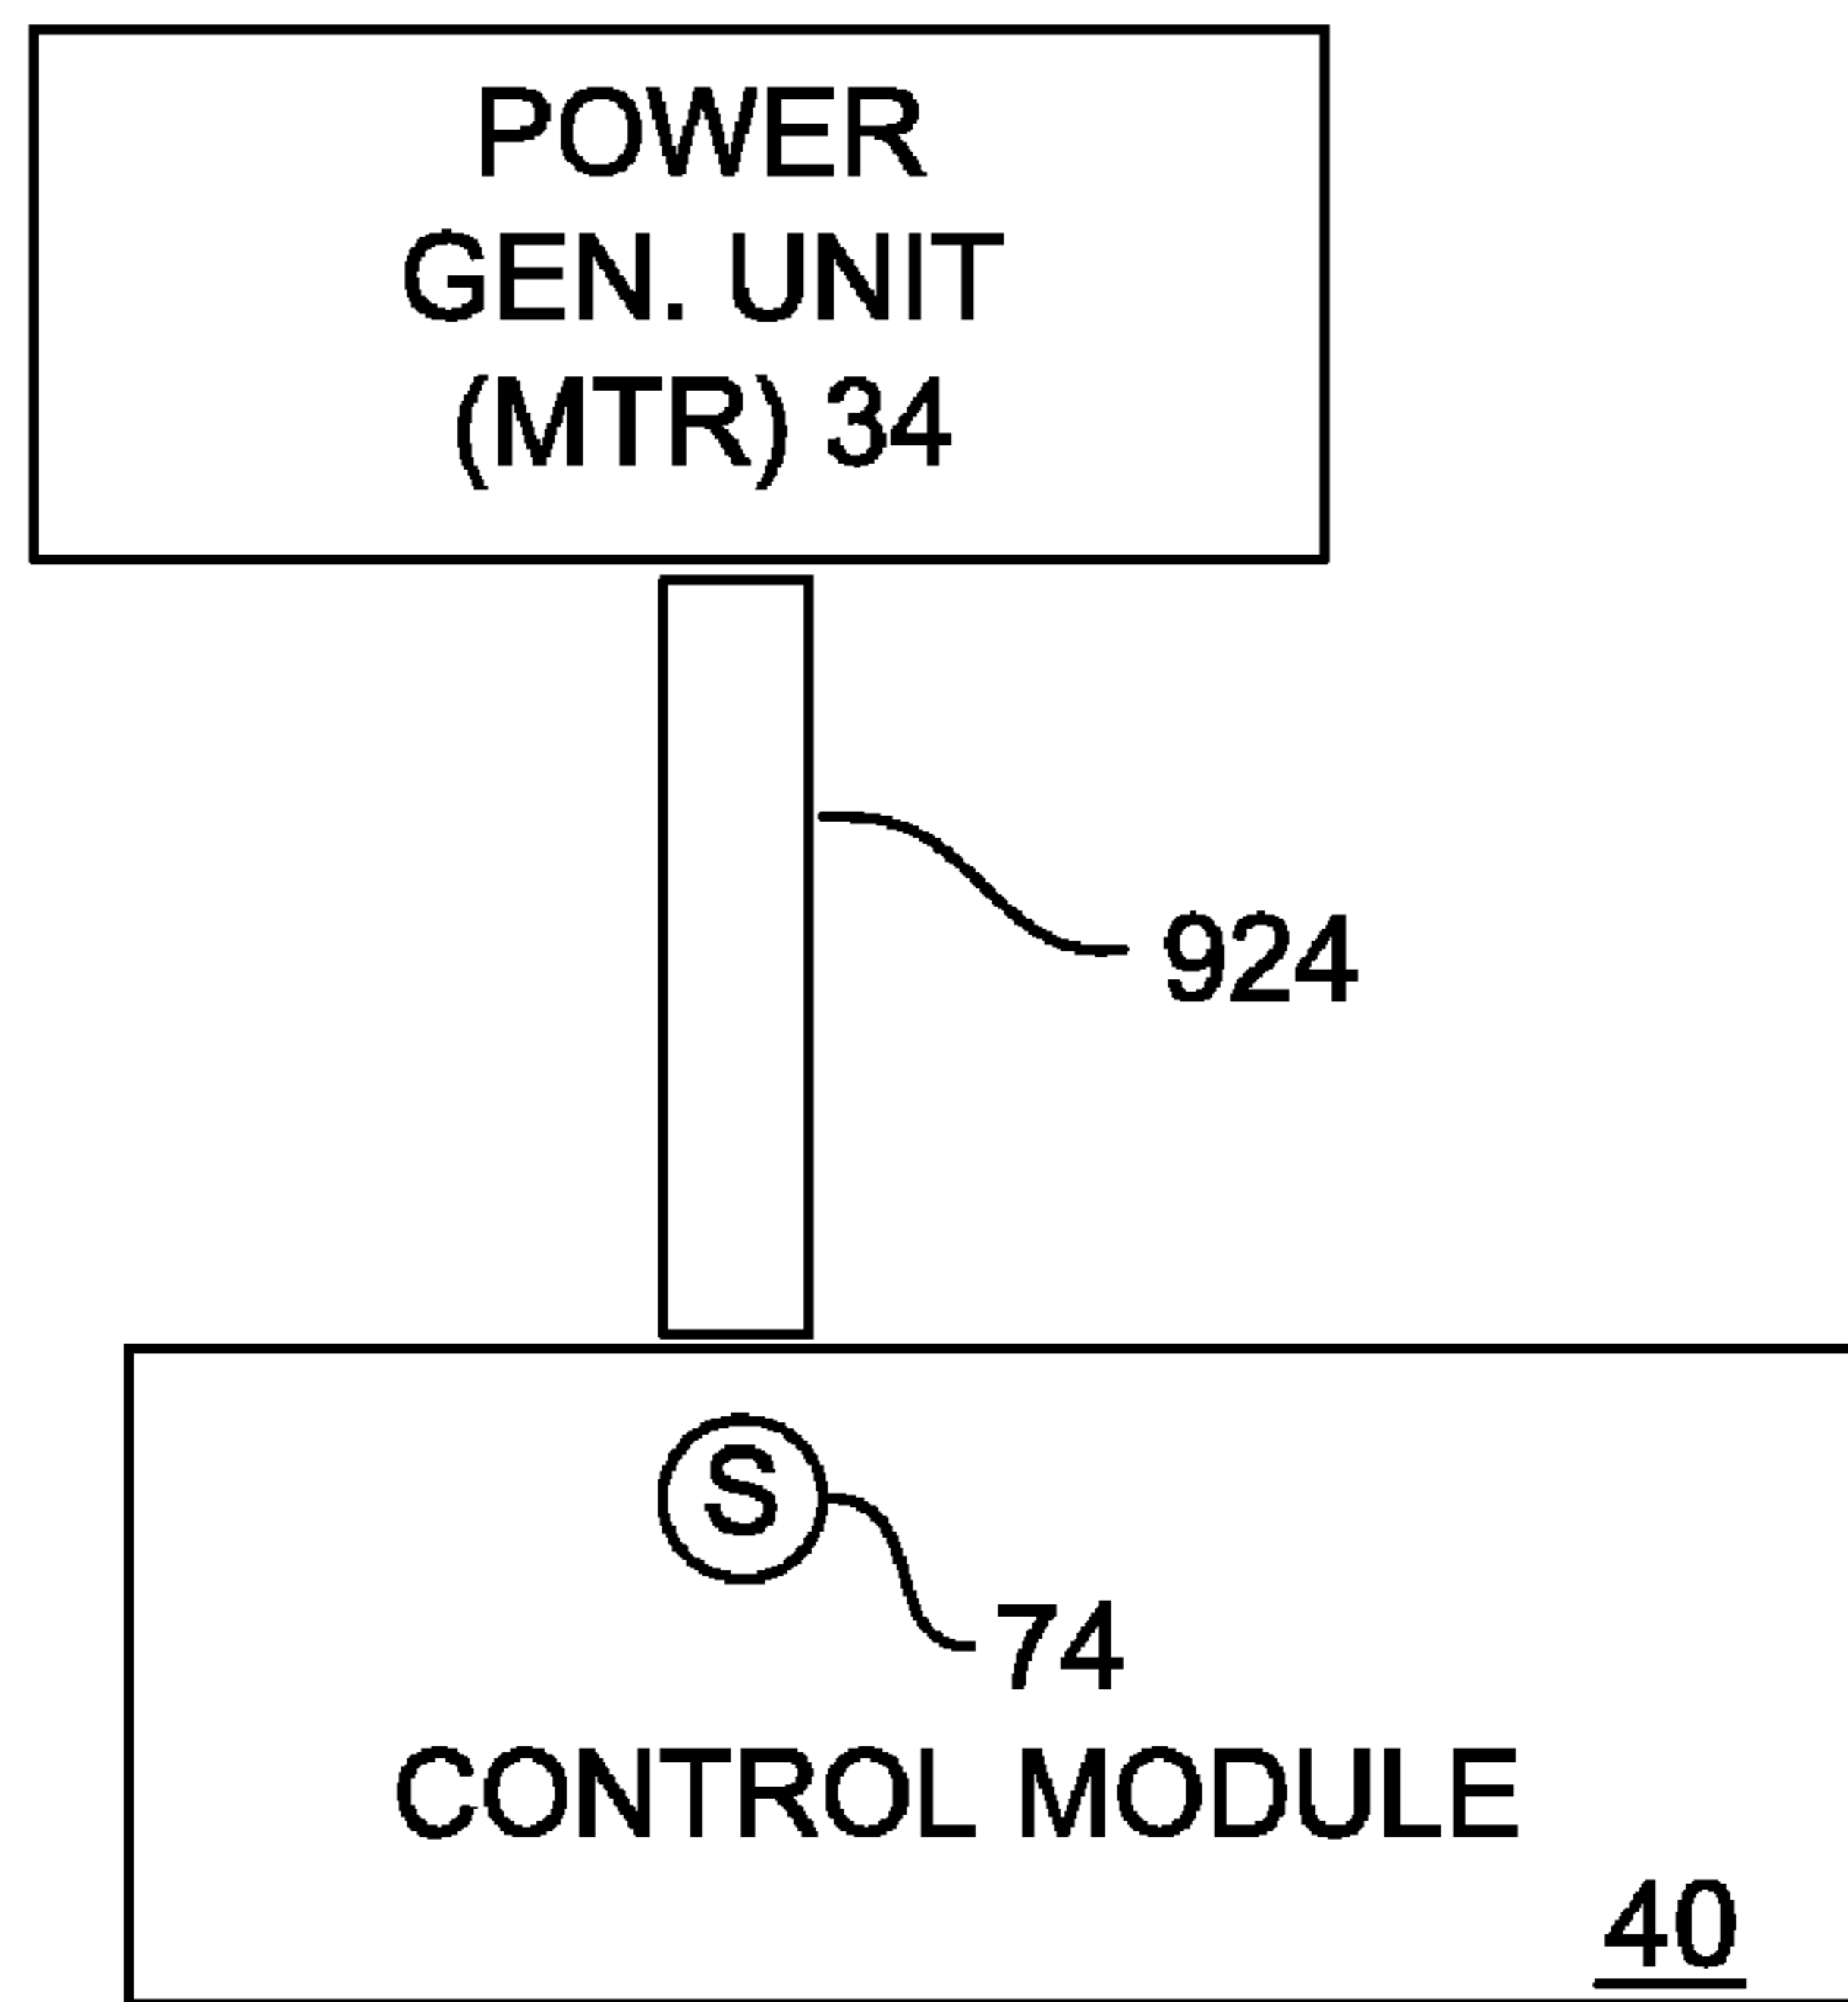 POWER
GEN. UNIT
(MTR) 34
924
S
74
CONTROL MODULE
40